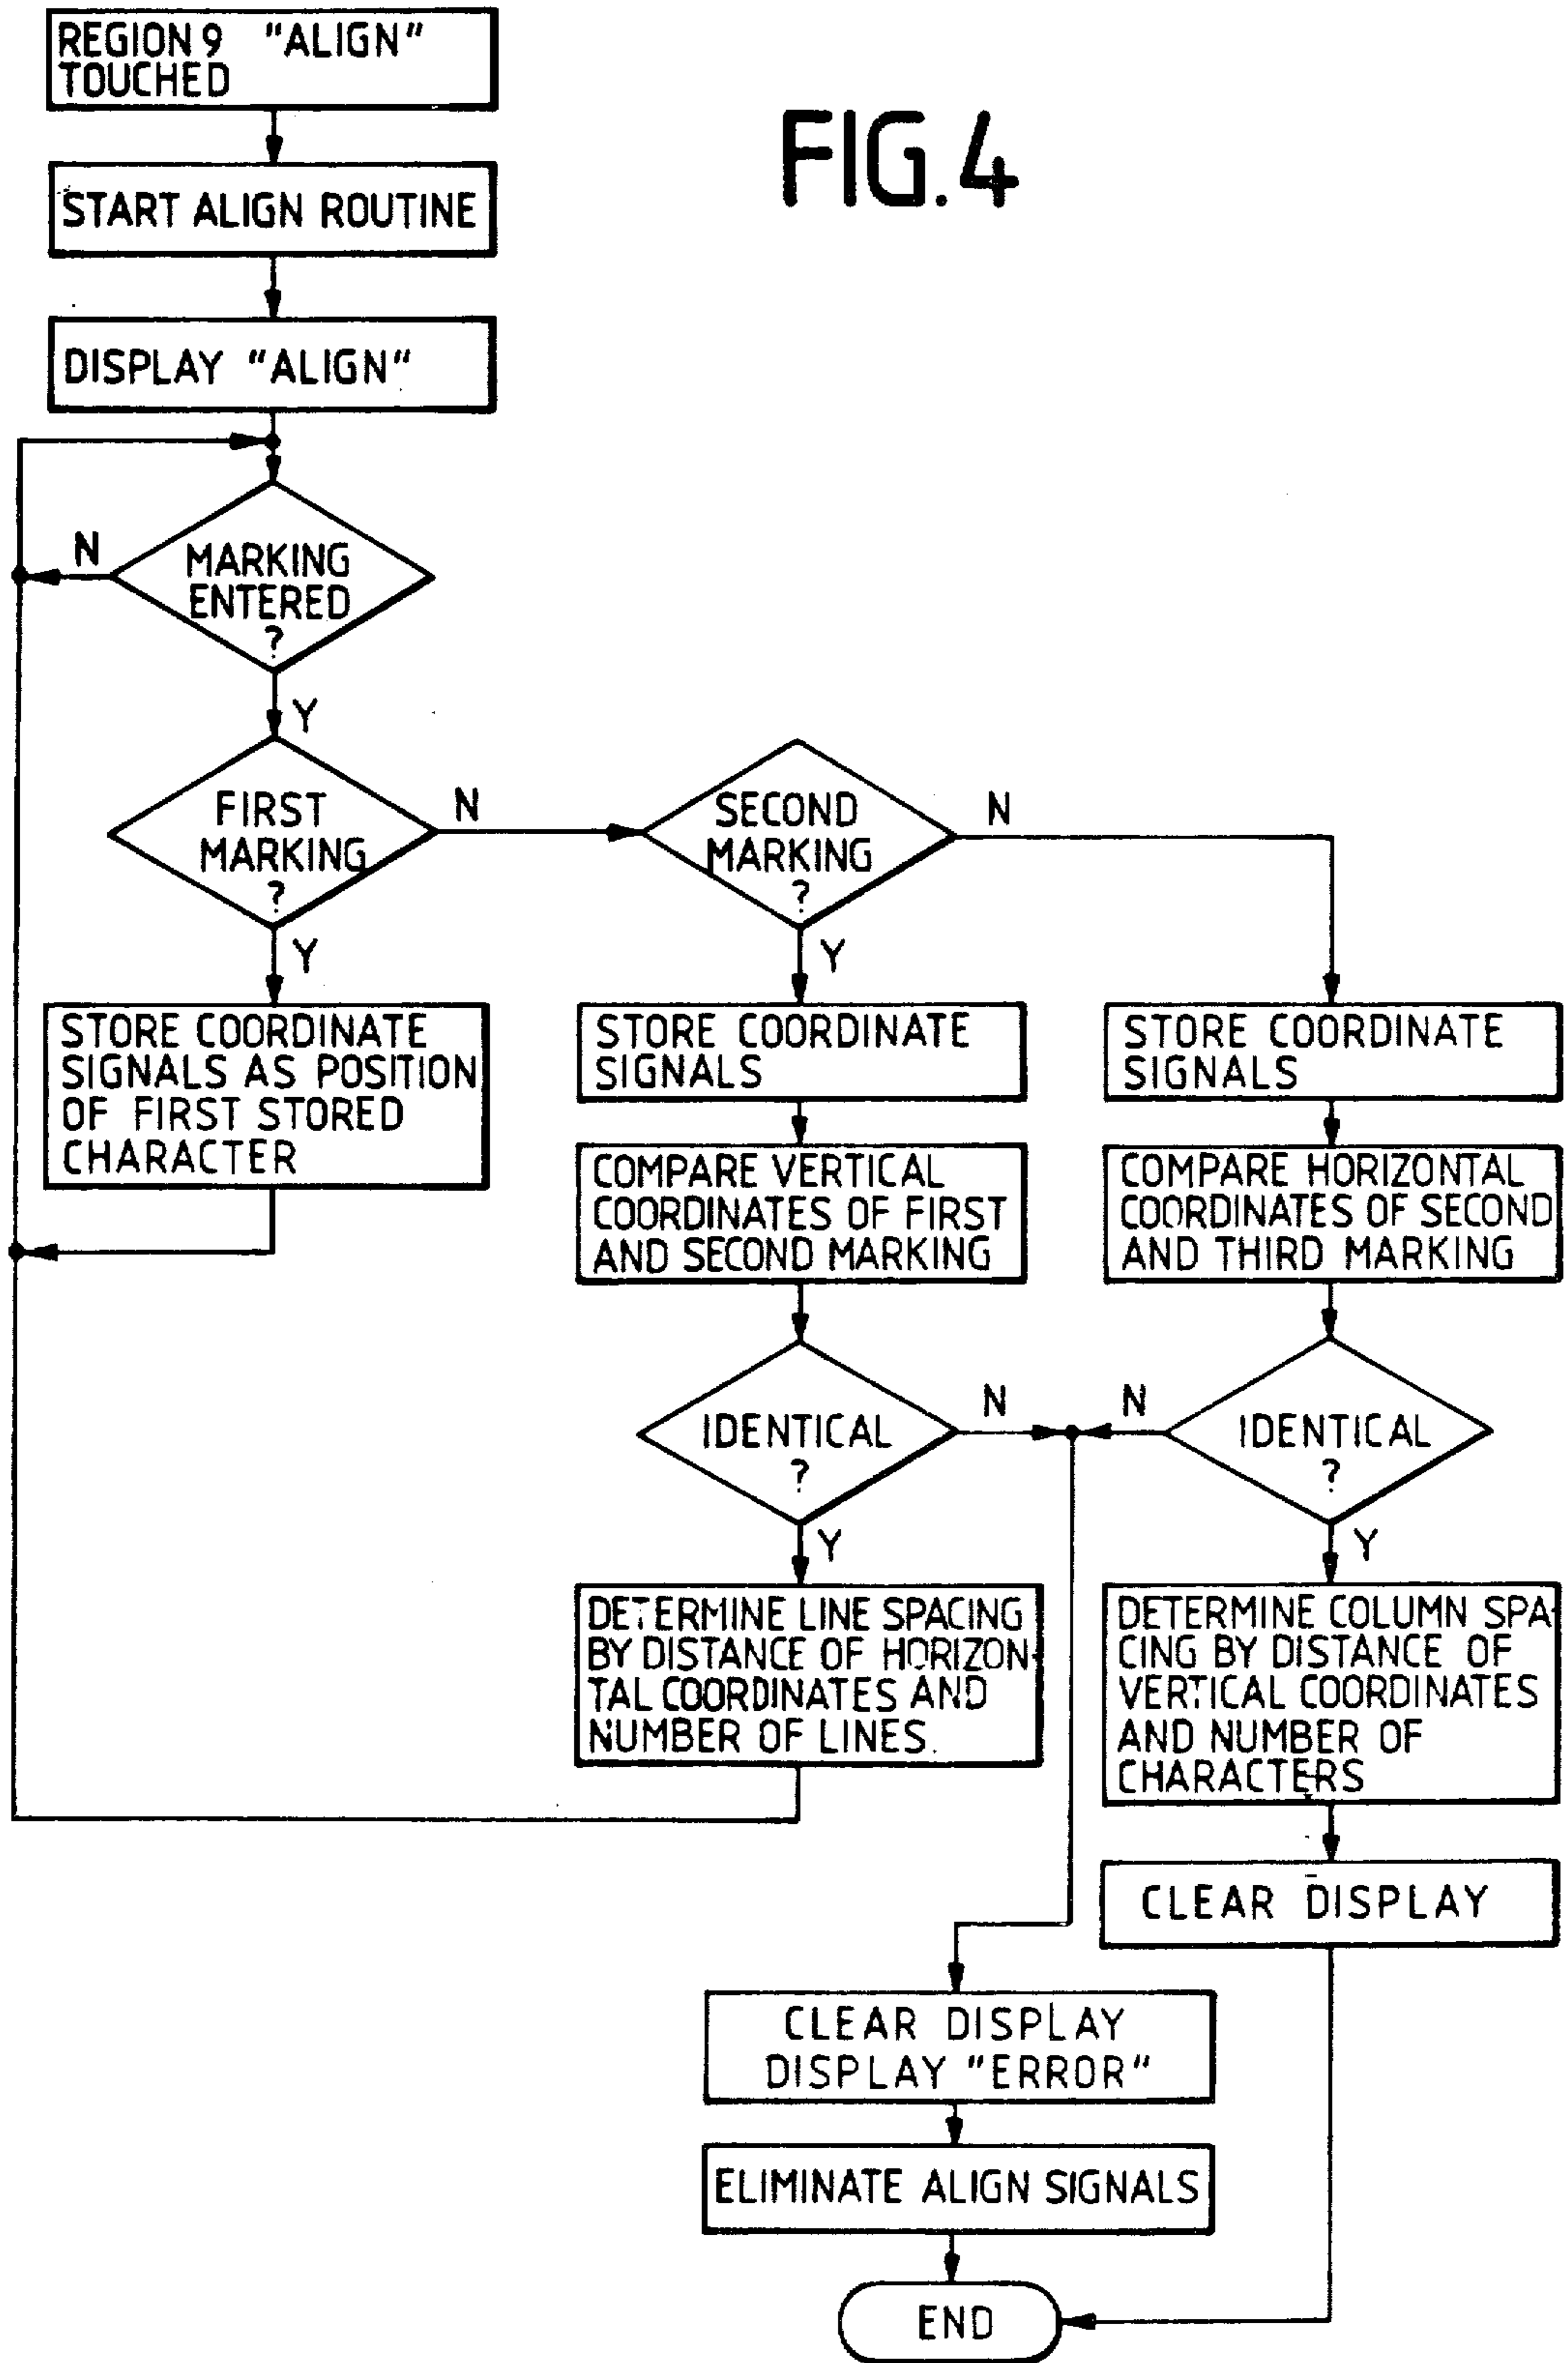 REGION 9 "ALIGN"
TOUCHED
FIG. 4
START ALIGN ROUTINE
DISPLAY "ALIGN"
N
MARKING
ENTERED
?
Y
FIRST
MARKING
?
N
SECOND
MARKING
?
N
Y
Y
STORE COORDINATE
SIGNALS AS POSITION
OF FIRST STORED
CHARACTER
STORE COORDINATE
SIGNALS
STORE COORDINATE
SIGNALS
COMPARE VERTICAL
COORDINATES OF FIRST
AND SECOND MARKING
COMPARE HORIZONTAL
COORDINATES OF SECOND
AND THIRD MARKING
IDENTICAL
?
N
N
IDENTICAL
?
Y
Y
DETERMINE LINE SPACING
BY DISTANCE OF HORIZON-
TAL COORDINATES AND
NUMBER OF LINES.
DETERMINE COLUMN SPA-
CING BY DISTANCE OF
VERTICAL COORDINATES
AND NUMBER OF
CHARACTERS
CLEAR DISPLAY
CLEAR DISPLAY
DISPLAY "ERROR"
ELIMINATE ALIGN SIGNALS
END